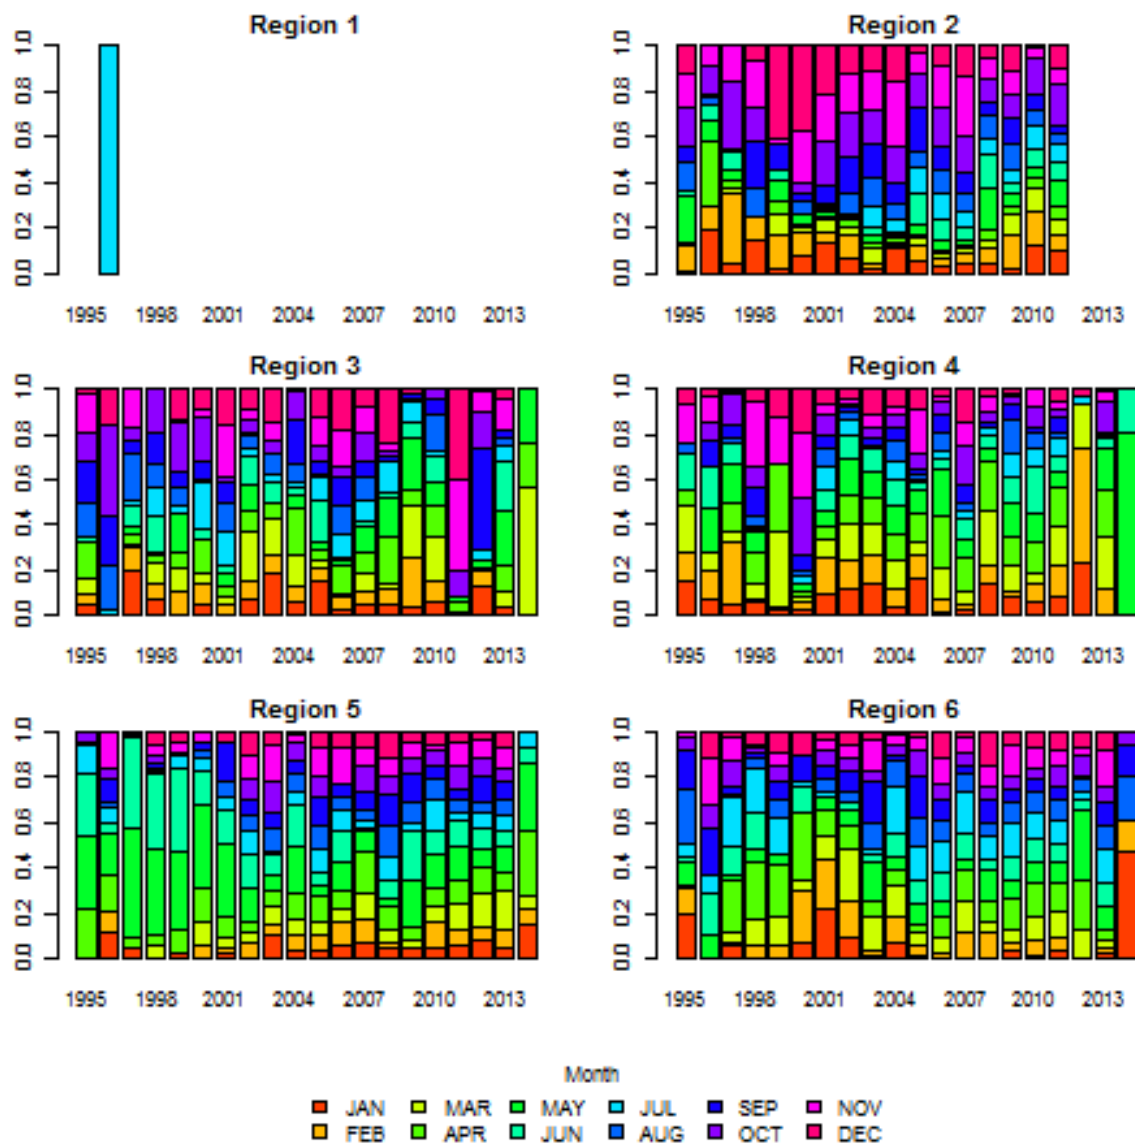 Region 1 Region 2
1.0 1.0
0.8 0.8
0.6 0.6
0.4 0.4
0.2 0.2
0.0 0.0
1995 1998 2001 2004 2007 2010 2013 1995 1998 2001 2004 2007 2010 2013
Region 3 Region 4
1.0 1.0
0.8 0.8
0.6 0.6
0.4 0.4
0.2 0.2
0.0 0.0
1995 1998 2001 2004 2007 2010 2013 1995 1998 2001 2004 2007 2010 2013
Region 5 Region 6
1.0 1.0
0.8 0.8
0.6 0.6
0.4 0.4
0.2 0.2
0.0 0.0
1995 1998 2001 2004 2007 2010 2013 1995 1998 2001 2004 2007 2010 2013
Month
JAN MAR MAY JUL SEP NOV
FEB APR JUN AUG OCT DEC